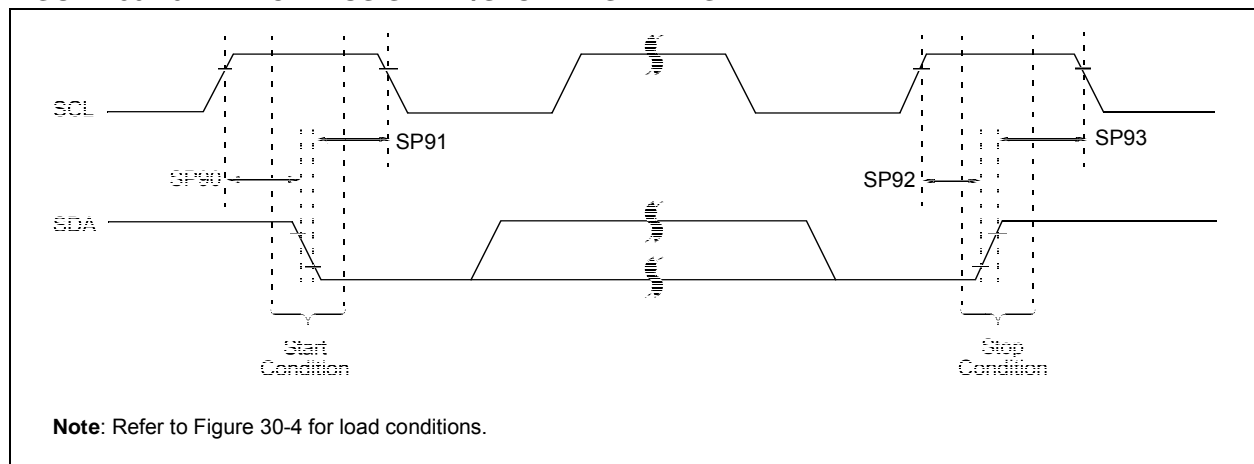 SCL
SP91
SP93
SP90
SP92
SDA
Start
Condition
Stop
Condition
Note: Refer to Figure 30-4 for load conditions.